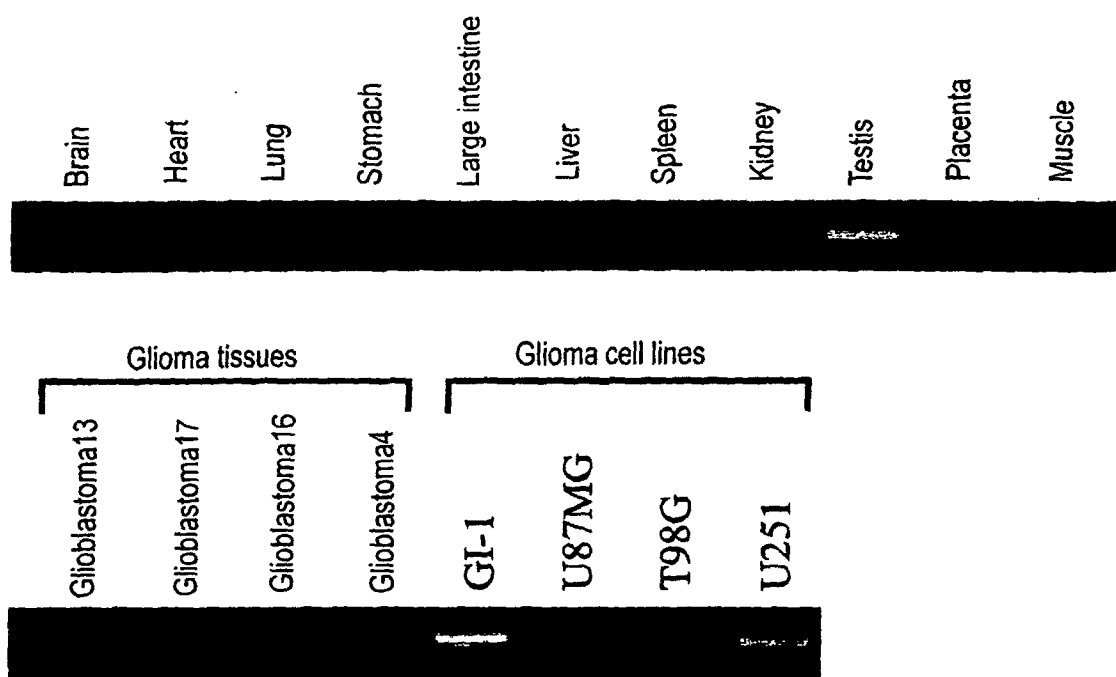 Brain
Heart
Lung
Stomach
Large intestine
Liver
Spleen
Kidney
Testis
Placenta
Muscle
Glioma tissues
Glioma cell lines
Glioblastoma13
Glioblastoma17
Glioblastoma16
Glioblastoma4
GI-1
U87MG
T98G
U251